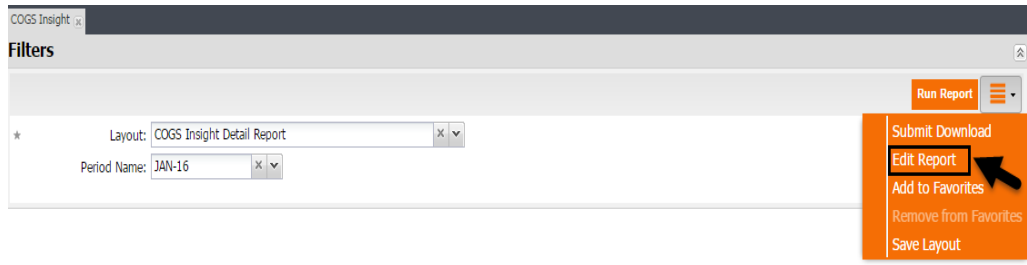 COGS Insight x
Filters
Run Report
Layout: COGS Insight Detail Report x
Period Name: JAN-16 x
Submit Download
Edit Report
Add to Favorites
Remove from Favorites
Save Layout